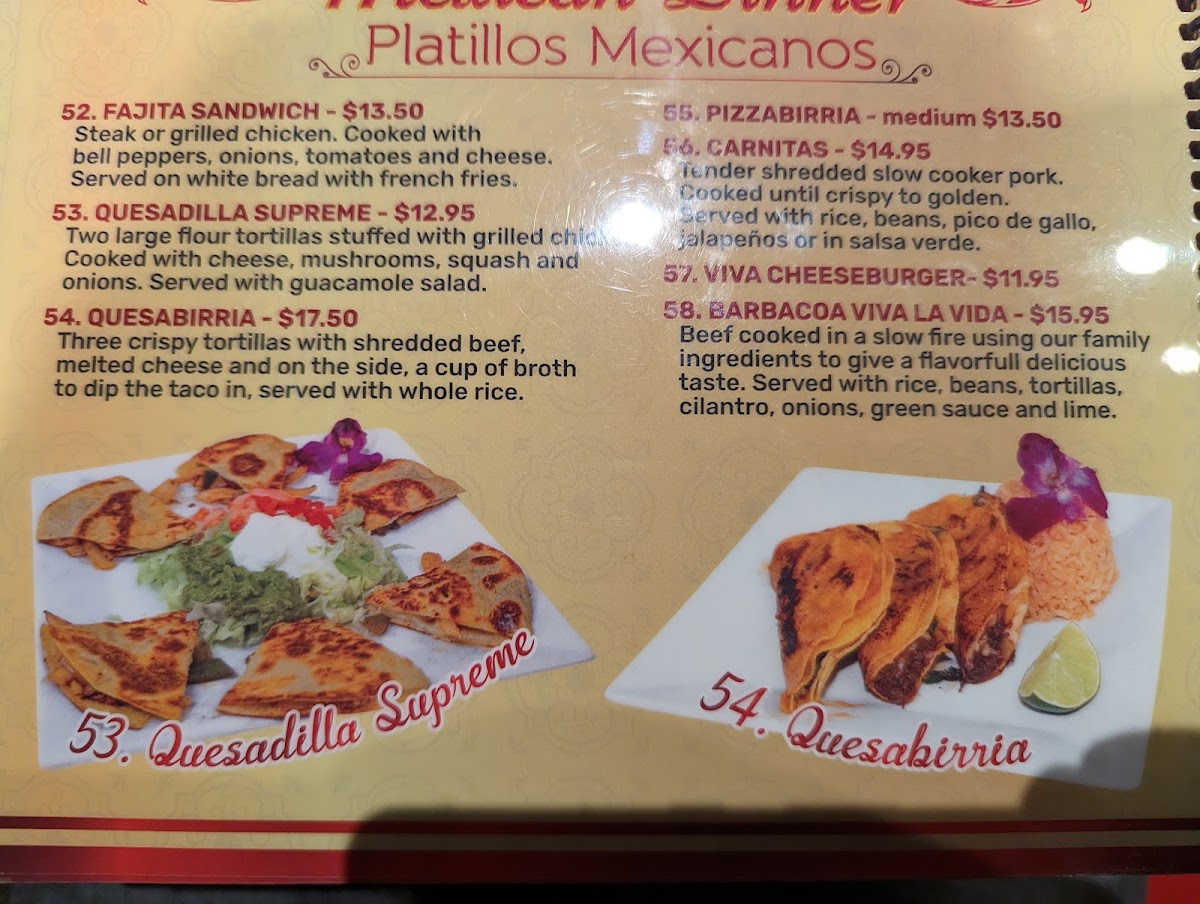 Mexican Dinner
Platillos Mexicanos
52. FAJITA SANDWICH - $13.50
Steak or grilled chicken. Cooked with
bell peppers, onions, tomatoes and cheese.
Served on white bread with french fries.
53. QUESADILLA SUPREME - $12.95
Two large flour tortillas stuffed with grilled
Cooked with cheese, mushrooms, squash and
onions. Served with guacamole salad.
54. QUESABIRRIA - $17.50
Three crispy tortillas with shredded beef,
melted cheese and on the side, a cup of broth
to dip the taco in, served with whole rice.
55. PIZZABIRRIA - medium $13.50
56. CARNITAS - $14.95
Tender shredded slow cooker pork.
Cooked until crispy to golden.
Served with rice, beans, pico de gallo,
jalapeños or in salsa verde.
57. VIVA CHEESEBURGER- $11.95
58. BARBACOA VIVA LA VIDA - $15.95
Beef cooked in a slow fire using our family
ingredients to give a flavorfull delicious
taste. Served with rice, beans, tortillas,
cilantro, onions, green sauce and lime.
53. Quesadilla Supreme
54. Quesabirria